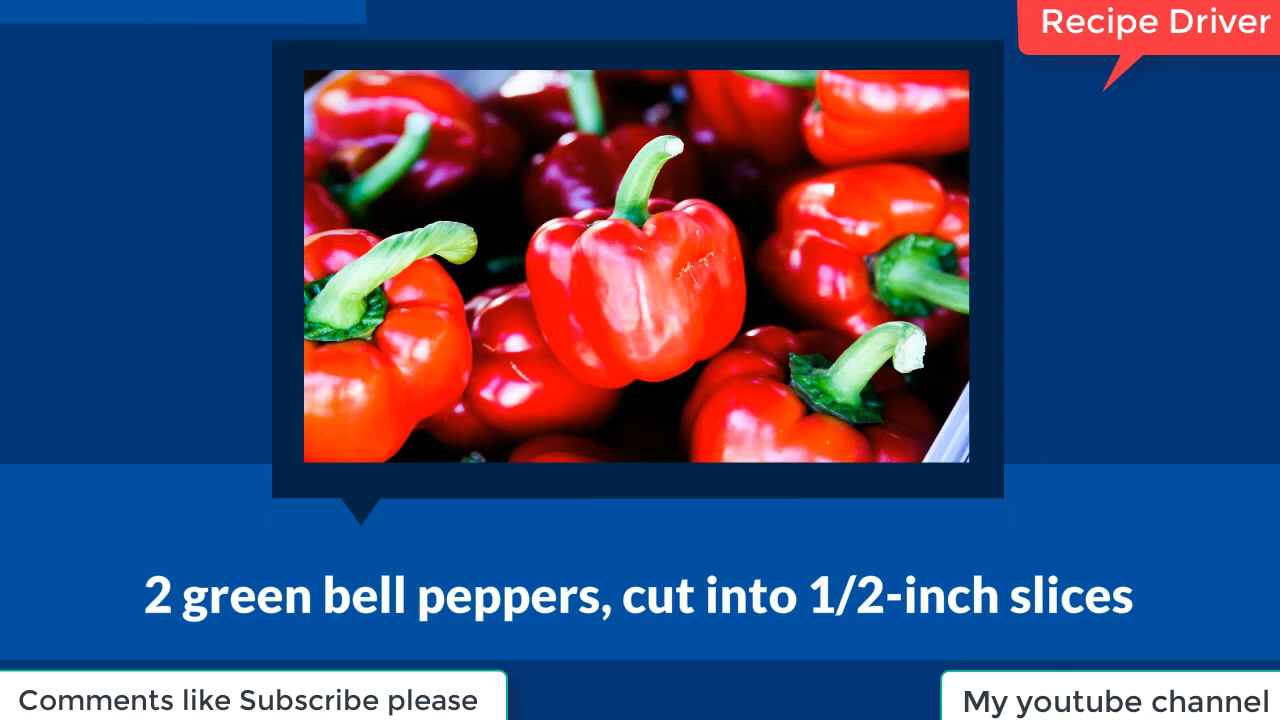 Recipe Driver
2 green bell peppers, cut into 1/2-inch slices
Comments like Subscribe please
My youtube channel